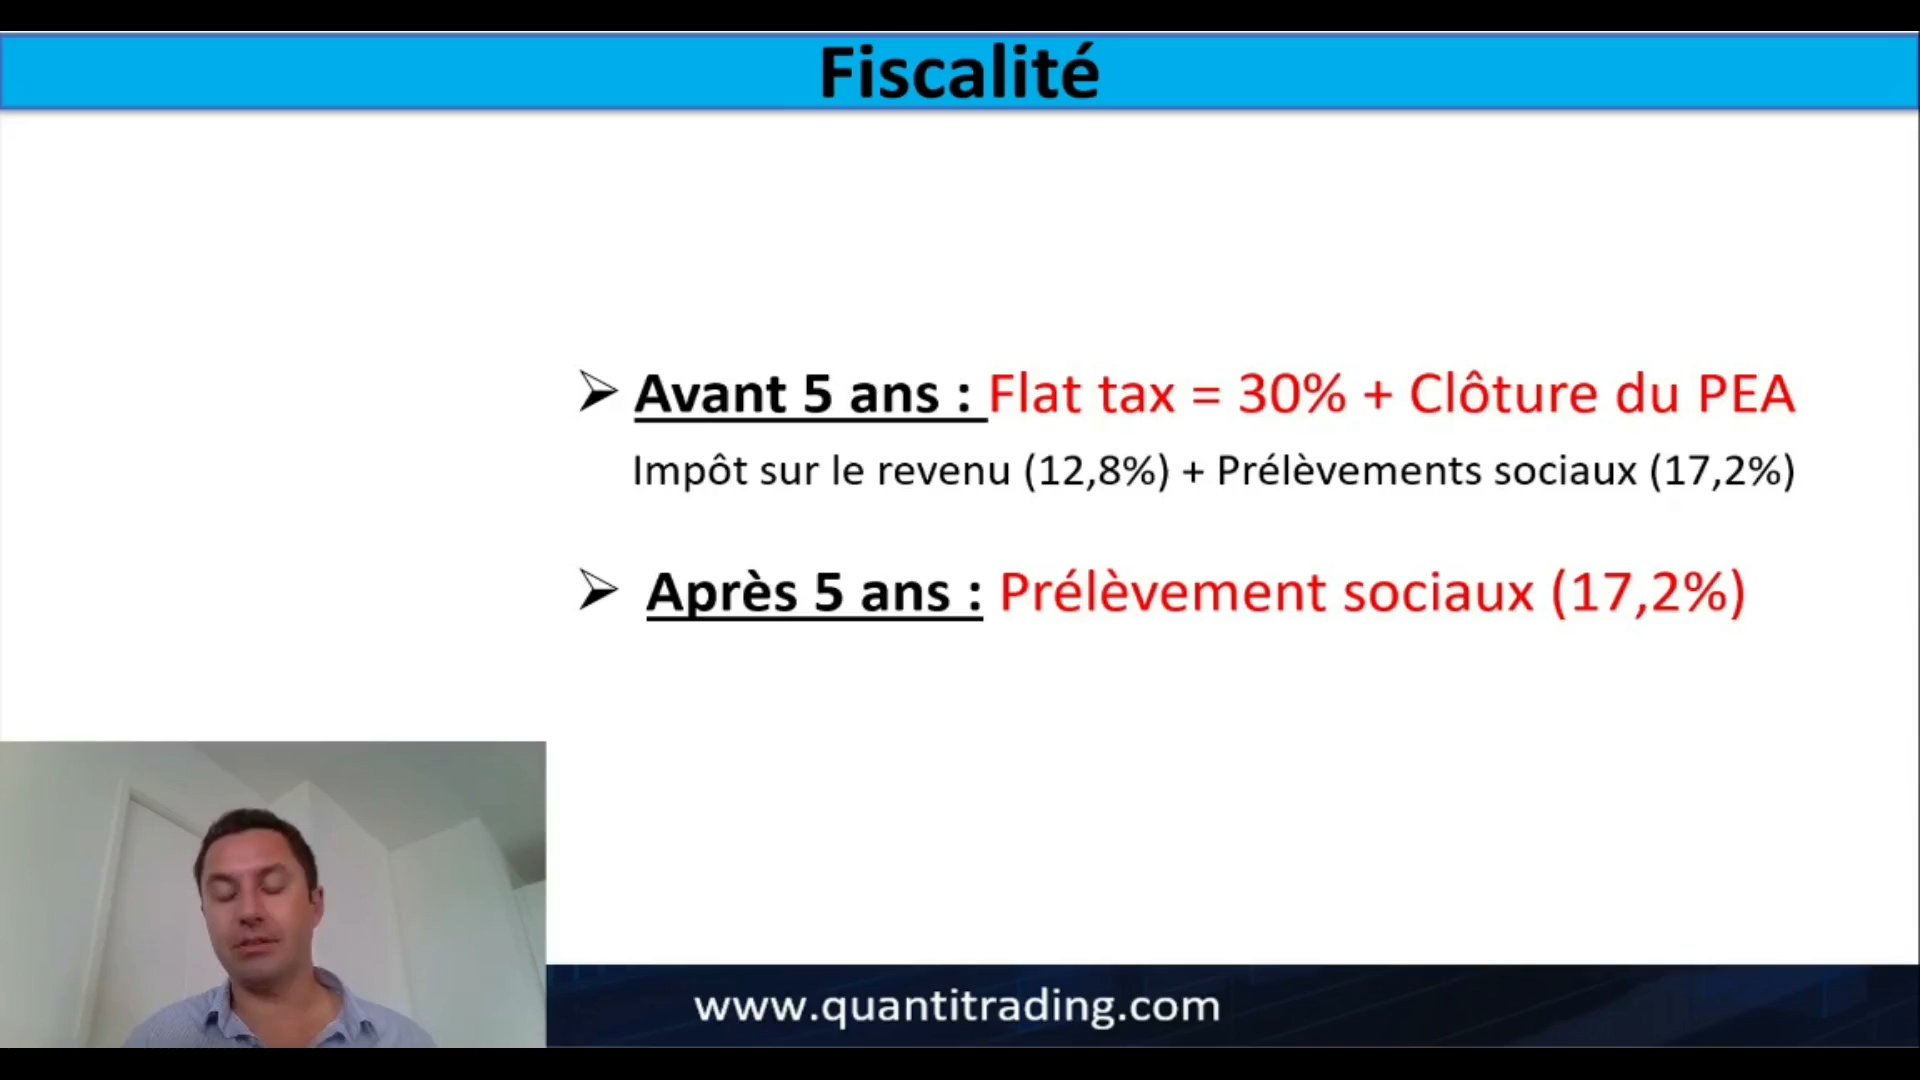 Fiscalité
Avant 5 ans : Flat tax = 30% + Clôture du PEA
Impôt sur le revenu (12,8%) + Prélèvements sociaux (17,2%)
Après 5 ans : Prélèvement sociaux (17,2%)
www.quantitrading.com